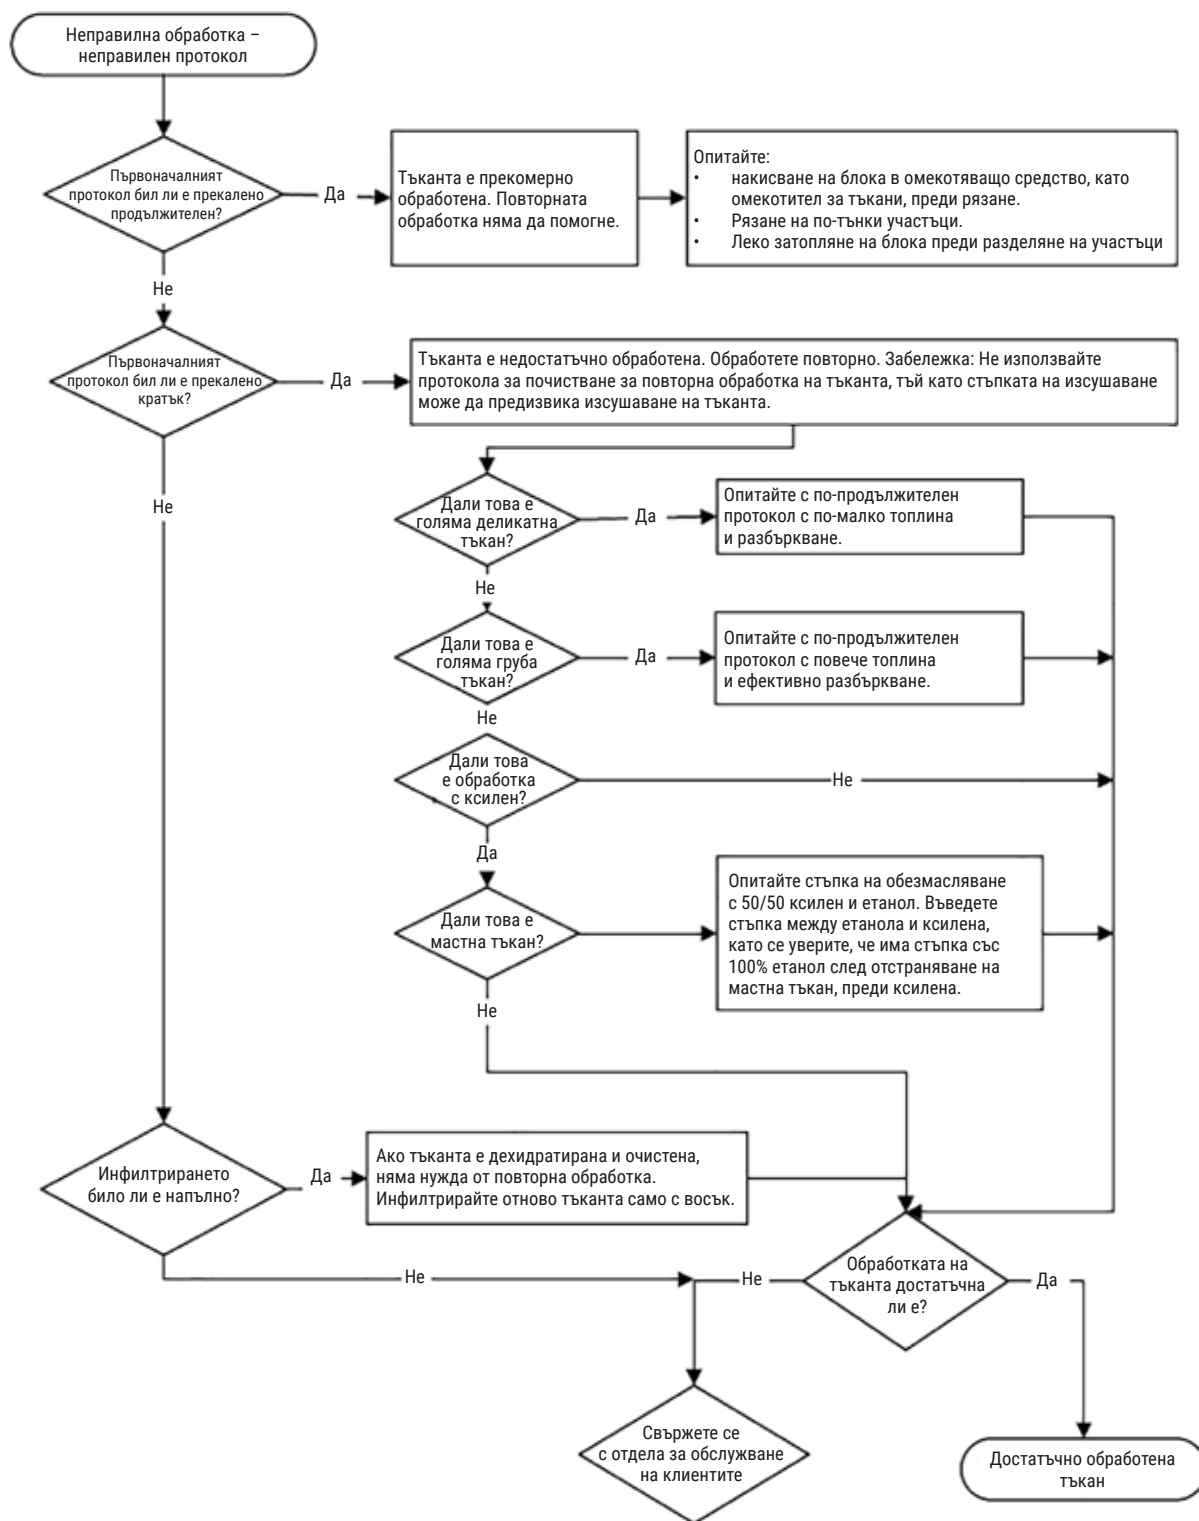 Неправилна обработка –
неправилен протокол
Първоначалният
протокол бил ли е прекалено
продължителен?
Да
Тъканта е прекомерно
обработена. Повторната
обработка няма да помогне.
Опитайте:
• накисване на блока в омекотяващо средство, като
омекотител за тъкани, преди рязане.
• Рязане на по-тънки участъци.
• Леко затопляне на блока преди разделяне на участъци
Не
Първоначалният
протокол бил ли е прекалено
кратък?
Да
Тъканта е недостатъчно обработена. Обработете повторно. Забележка: Не използвайте
протокола за почистване за повторна обработка на тъканта, тъй като стъпката на изсушаване
може да предизвика изсушаване на тъканта.
Не
Дали това е
голяма деликатна
тъкан?
Да
Опитайте с по-продължителен
протокол с по-малко топлина
и разбъркване.
Не
Дали това е
голяма груба
тъкан?
Да
Опитайте с по-продължителен
протокол с повече топлина
и ефективно разбъркване.
Не
Дали това
е обработка
с ксилен?
Не
Да
Дали това е
мастна тъкан?
Опитайте стъпка на обезмасляване
с 50/50 ксилен и етанол. Въведете
стъпка между етанола и ксилена,
като се уверите, че има стъпка със
100% етанол след отстраняване на
мастна тъкан, преди ксилена.
Не
Инфилтрирането
било ли е напълно?
Да
Ако тъканта е дехидратирана и очистена,
няма нужда от повторна обработка.
Инфилтрирайте отново тъканта само с восък.
Не
Не
Обработката на
тъканта достатъчна
ли е?
Да
Свържете се
с отдела за обслужване
на клиентите
Достатъчно обработена
тъкан